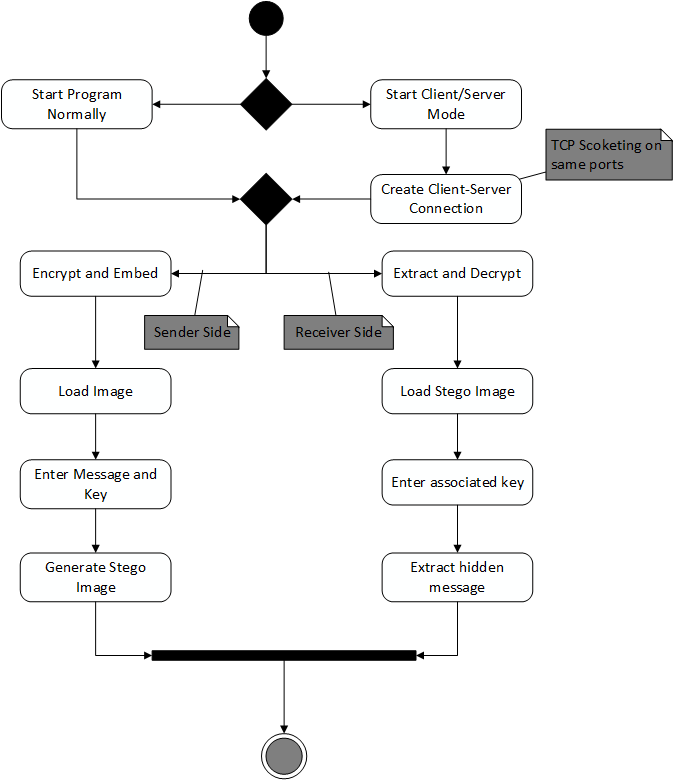 Start Program
Normally
Start Client/Server
Mode
TCP Scoketing on
same ports
Create Client-Server
Connection
Encrypt and Embed
Extract and Decrypt
Sender Side
Receiver Side
Load Image
Load Stego Image
Enter Message and
Key
Enter associated key
Generate Stego
Image
Extract hidden
message